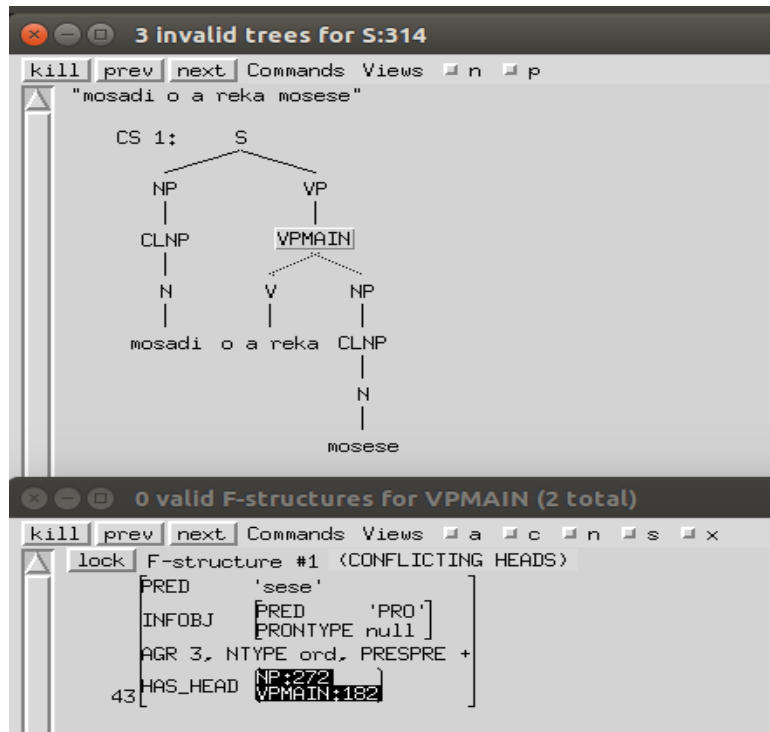 3 invalid trees for S:314
kill prev next Commands Views n p
"mosadi o a reka mosese"
CS 1: S
NP VP
CLNP VPMAIN
N V NP
mosadi o a reka CLNP
N
mosese
0 valid F-structures for VPMAIN (2 total)
kill prev next Commands Views a c n s x
lock F-structure #1 (CONFLICTING HEADS)
PRED 'sese'
INFOBJ PRED 'PRO'
PRONTYPE null
AGR 3, NTYPE ord, PRESPRE +
HAS_HEAD NP:272
43 VPMAIN:182